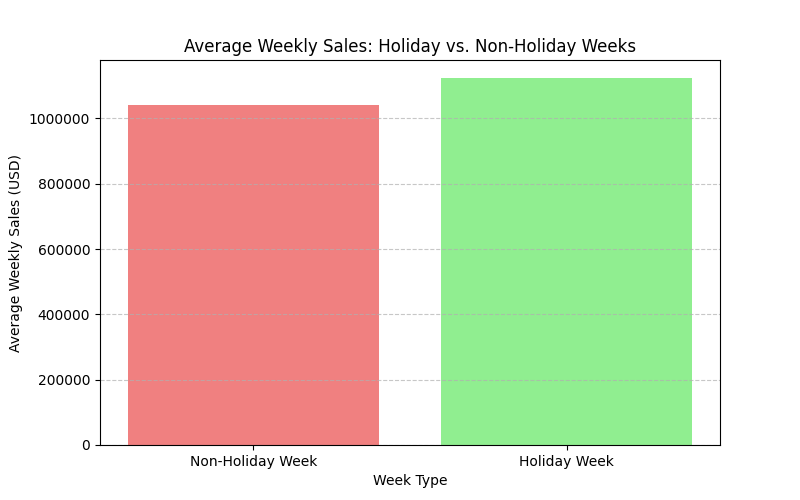 Average Weekly Sales: Holiday vs. Non-Holiday Weeks
Average Weekly Sales (USD)
1000000
800000
600000
400000
200000
0
Non-Holiday Week
Holiday Week
Week Type